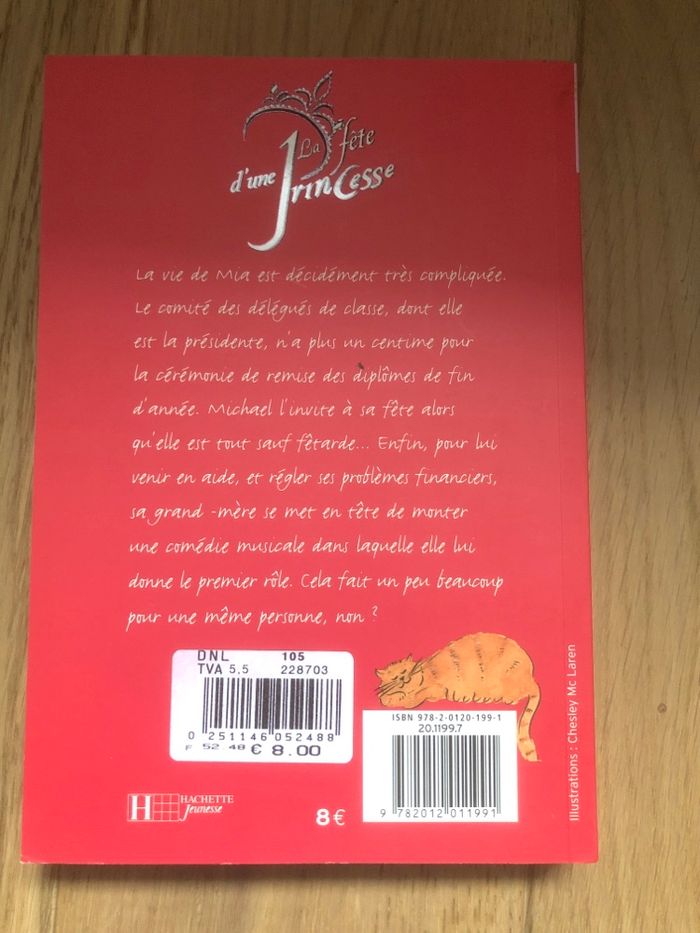 La fête
d'une Princesse
La vie de Mia est décidément très compliquée.
Le comité des délégués de classe, dont elle
est la présidente, n'a plus un centime pour
la cérémonie de remise des diplômes de fin
d'année. Michael l'invite à sa fête alors
qu'elle est tout sauf fêtarde... Enfin, pour lui
venir en aide, et régler ses problèmes financiers,
sa grand -mère se met en tête de monter
une comédie musicale dans laquelle elle lui
donne le premier rôle. Cela fait un peu beaucoup
pour une même personne, non ?
DNL 105
TVA 5,5 228703
0 251146 052488
F 52.48 € 8.00
ISBN 978-2-0120-199-1
20.1199.7
9 782012 011991
H HACHETTE
Jeunesse
8€
Illustrations : Chesley Mc Laren